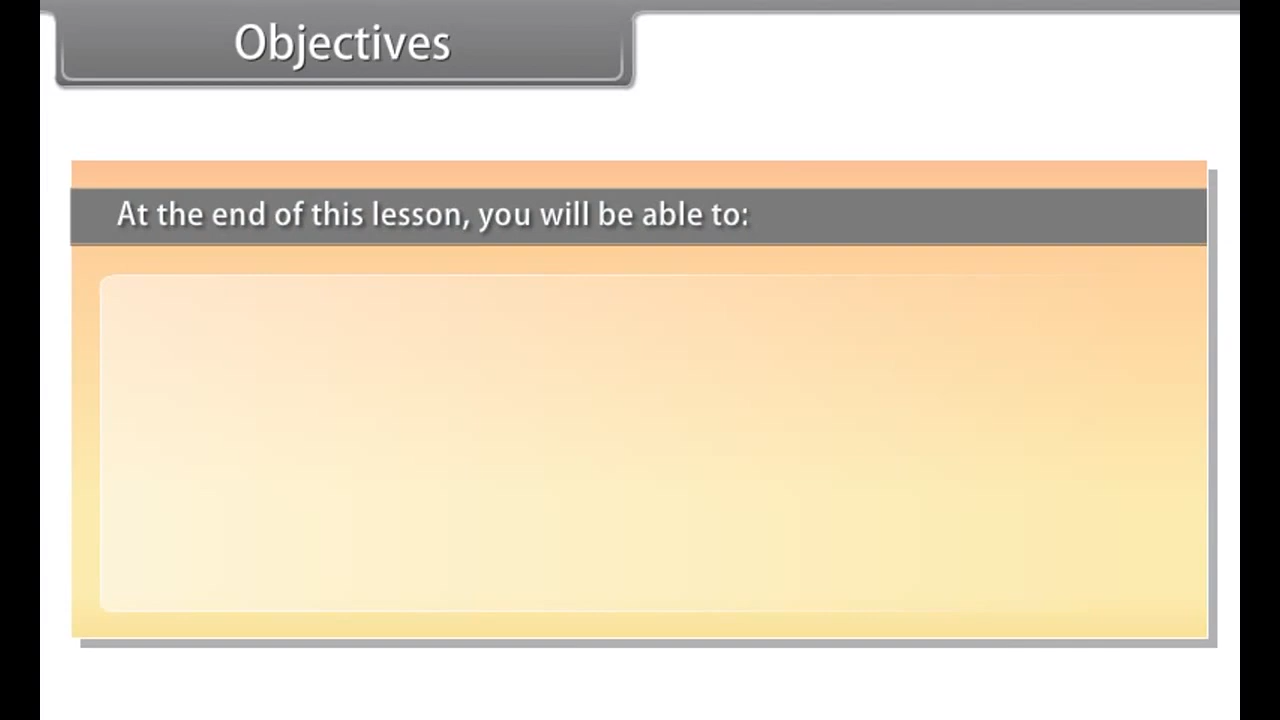 Objectives
At the end of this lesson, you will be able to: